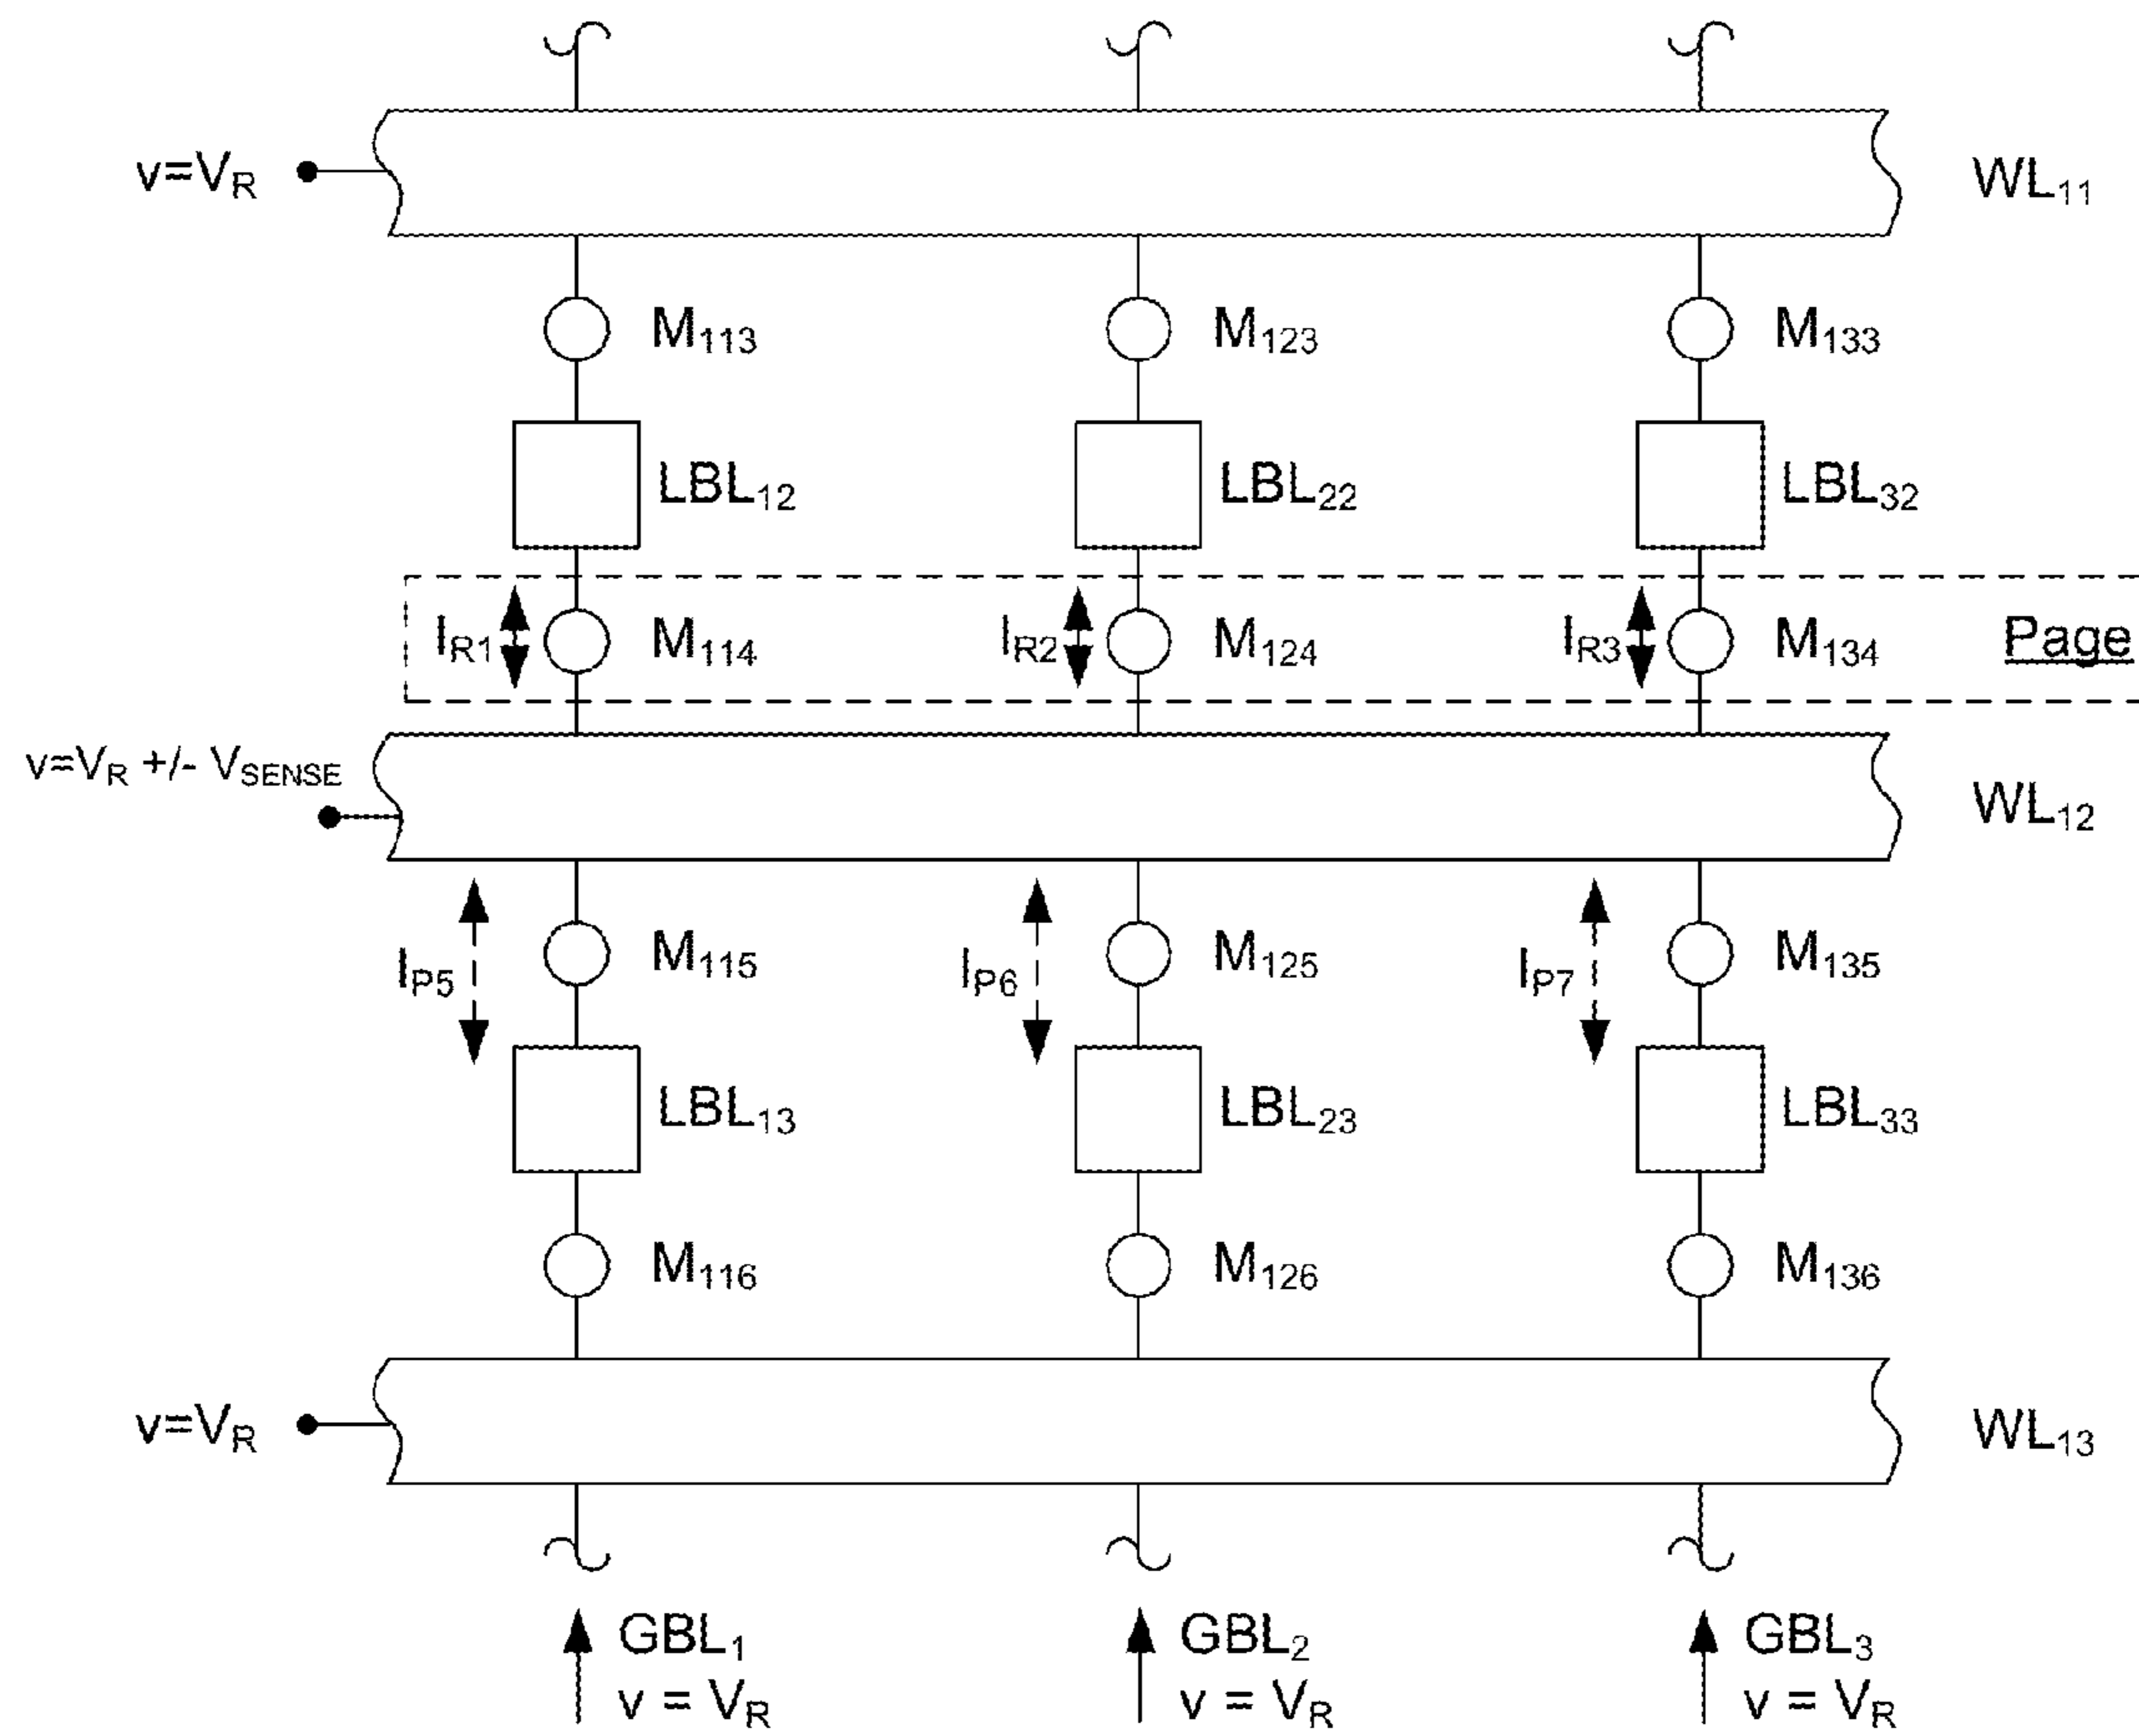 v=V_R
WL_11
M_113 M_123 M_133
LBL_12 LBL_22 LBL_32
I_R1 M_114 I_R2 M_124 I_R3 M_134 Page
v=V_R +/- V_SENSE
WL_12
I_P5 M_115 I_P6 M_125 I_P7 M_135
LBL_13 LBL_23 LBL_33
M_116 M_126 M_136
v=V_R
WL_13
GBL_1 GBL_2 GBL_3
v = V_R v = V_R v = V_R